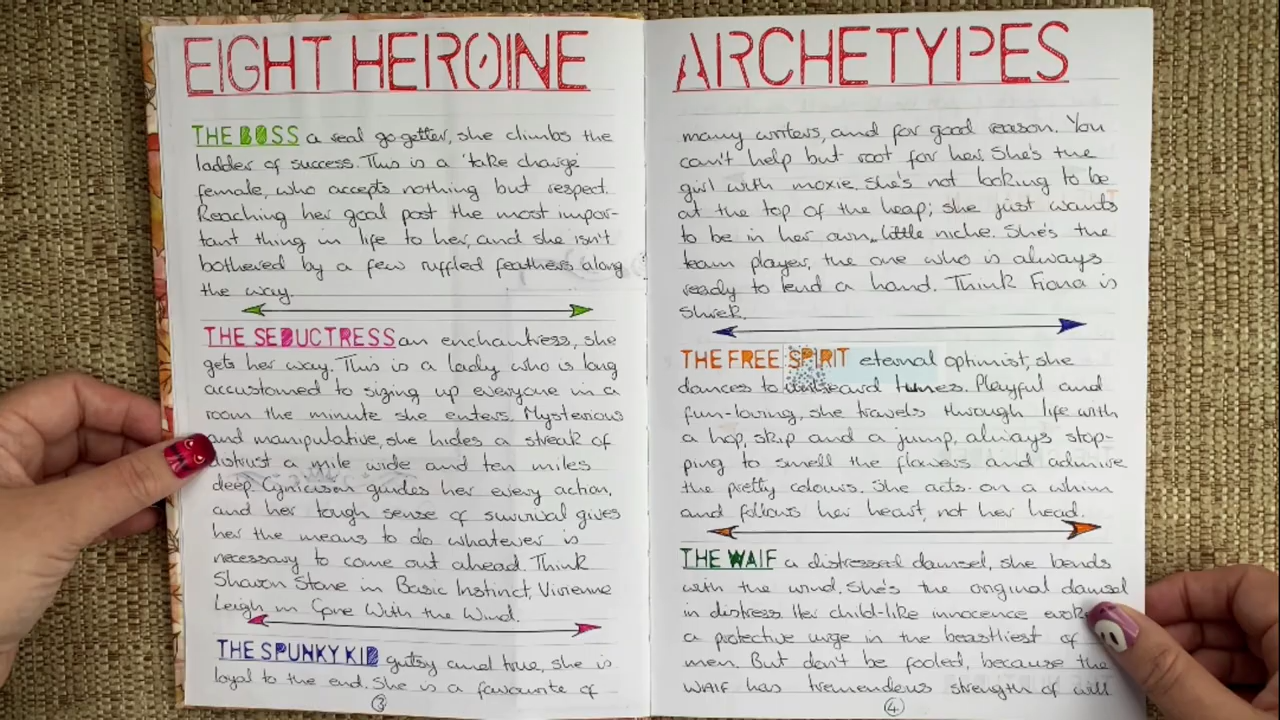 EIGHT HEROINE
THE BOSS a real go-getter, she climbs the
ladder of success. This is a 'take charge'
female, who accepts nothing but respect.
Reaching her goal post the most impor-
tant thing in life to her, and she isn't
bothered by a few ruffled feathers along
the way.
THE SEDUCTRESS an enchantress, she
gets her way. This is a lady who is long
accustomed to sizing up everyone in a
room the minute she enters. Mysterious
and manipulative, she hides a streak of
distrust a mile wide and ten miles
deep. Cynicism guides her every action,
and her tough sense of survival gives
her the means to do whatever is
necessary to come out ahead. Think
Sharon Stone in Basic Instinct, Vivienne
Leigh in Gone With the Wind.
THE SPUNKY KID gutsy and true, she is
loyal to the end. She is a favourite of
3
ARCHETYPES
many writers, and for good reason. You
can't help but root for her. She's the
girl with moxie. She's not looking to be
at the top of the heap; she just wants
to be in her own little niche. She's the
team player, the one who is always
ready to lend a hand. Think Fiona in
Shrek.
THE FREE SPIRIT eternal optimist, she
dances to unheard tunes. Playful and
fun-loving, she travels through life with
a hop, skip and a jump, always stop-
ping to smell the flowers and admire
the pretty colours. She acts on a whim
and follows her heart, not her head.
THE WAIF a distressed damsel, she bends
with the wind. She's the original damsel
in distress. Her child-like innocence
a protective urge in the beastliest of
men. But don't be fooled, because the
WAIF has tremendous strength of will
4